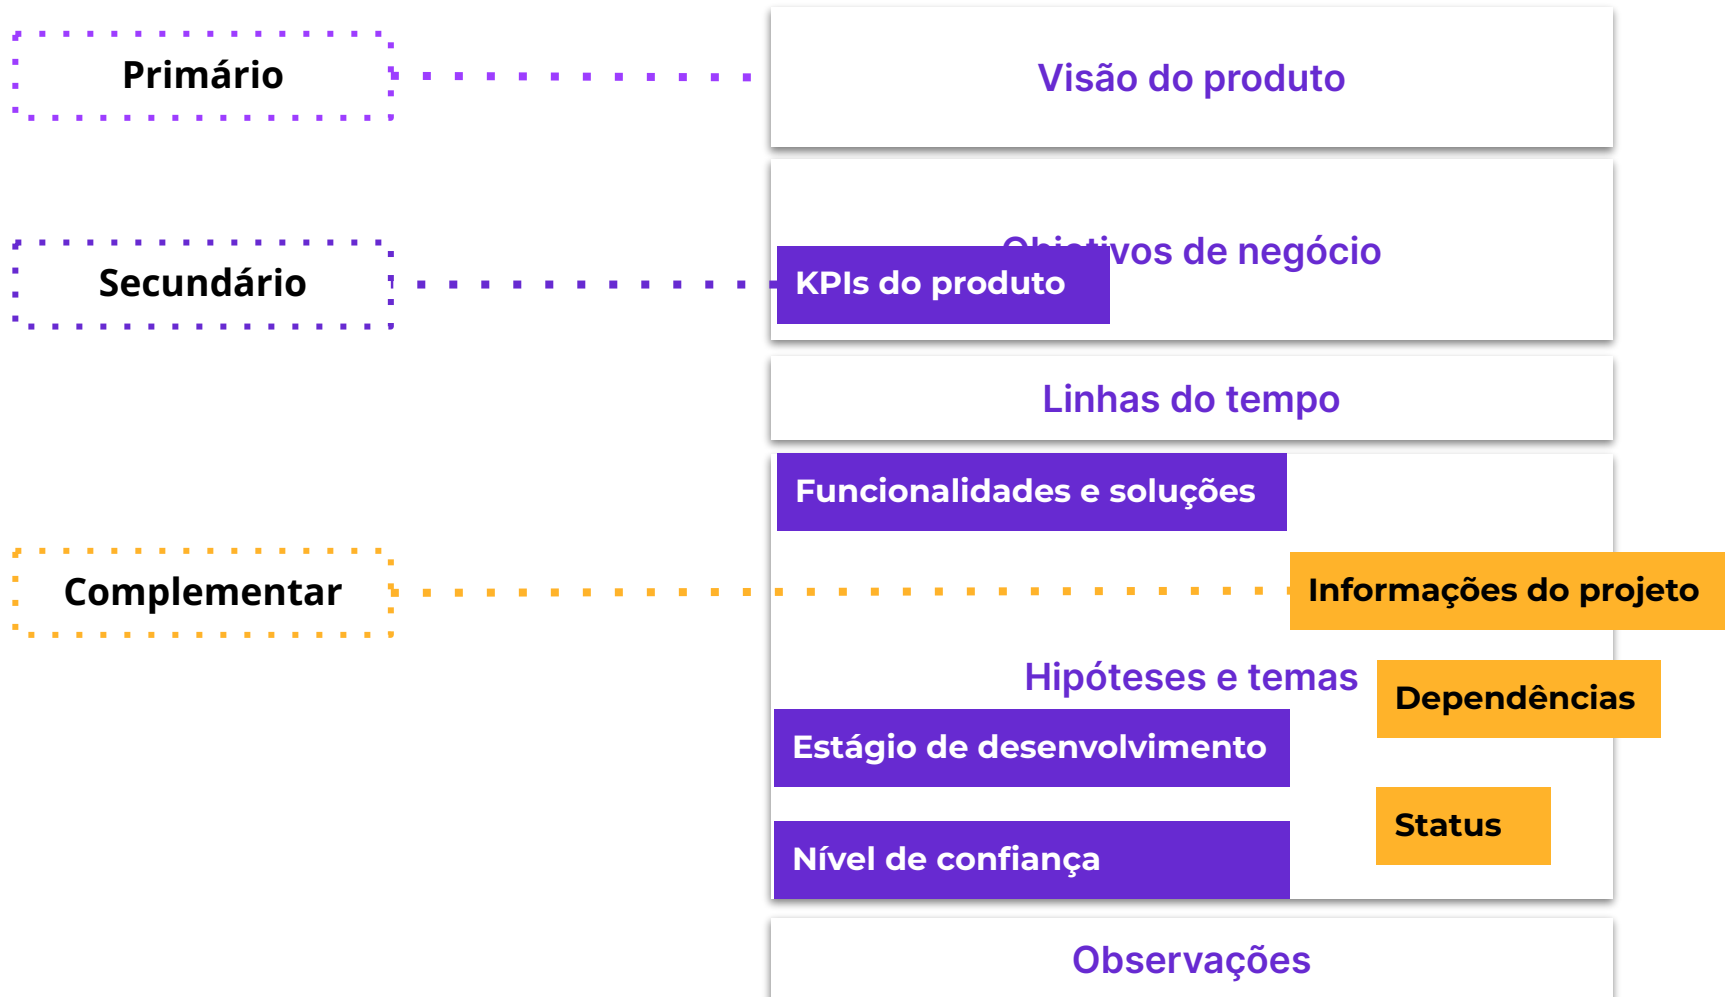 Primário
Visão do produto
Objetivos de negócio
Secundário
KPIs do produto
Linhas do tempo
Funcionalidades e soluções
Complementar
Informações do projeto
Hipóteses e temas
Dependências
Estágio de desenvolvimento
Status
Nível de confiança
Observações